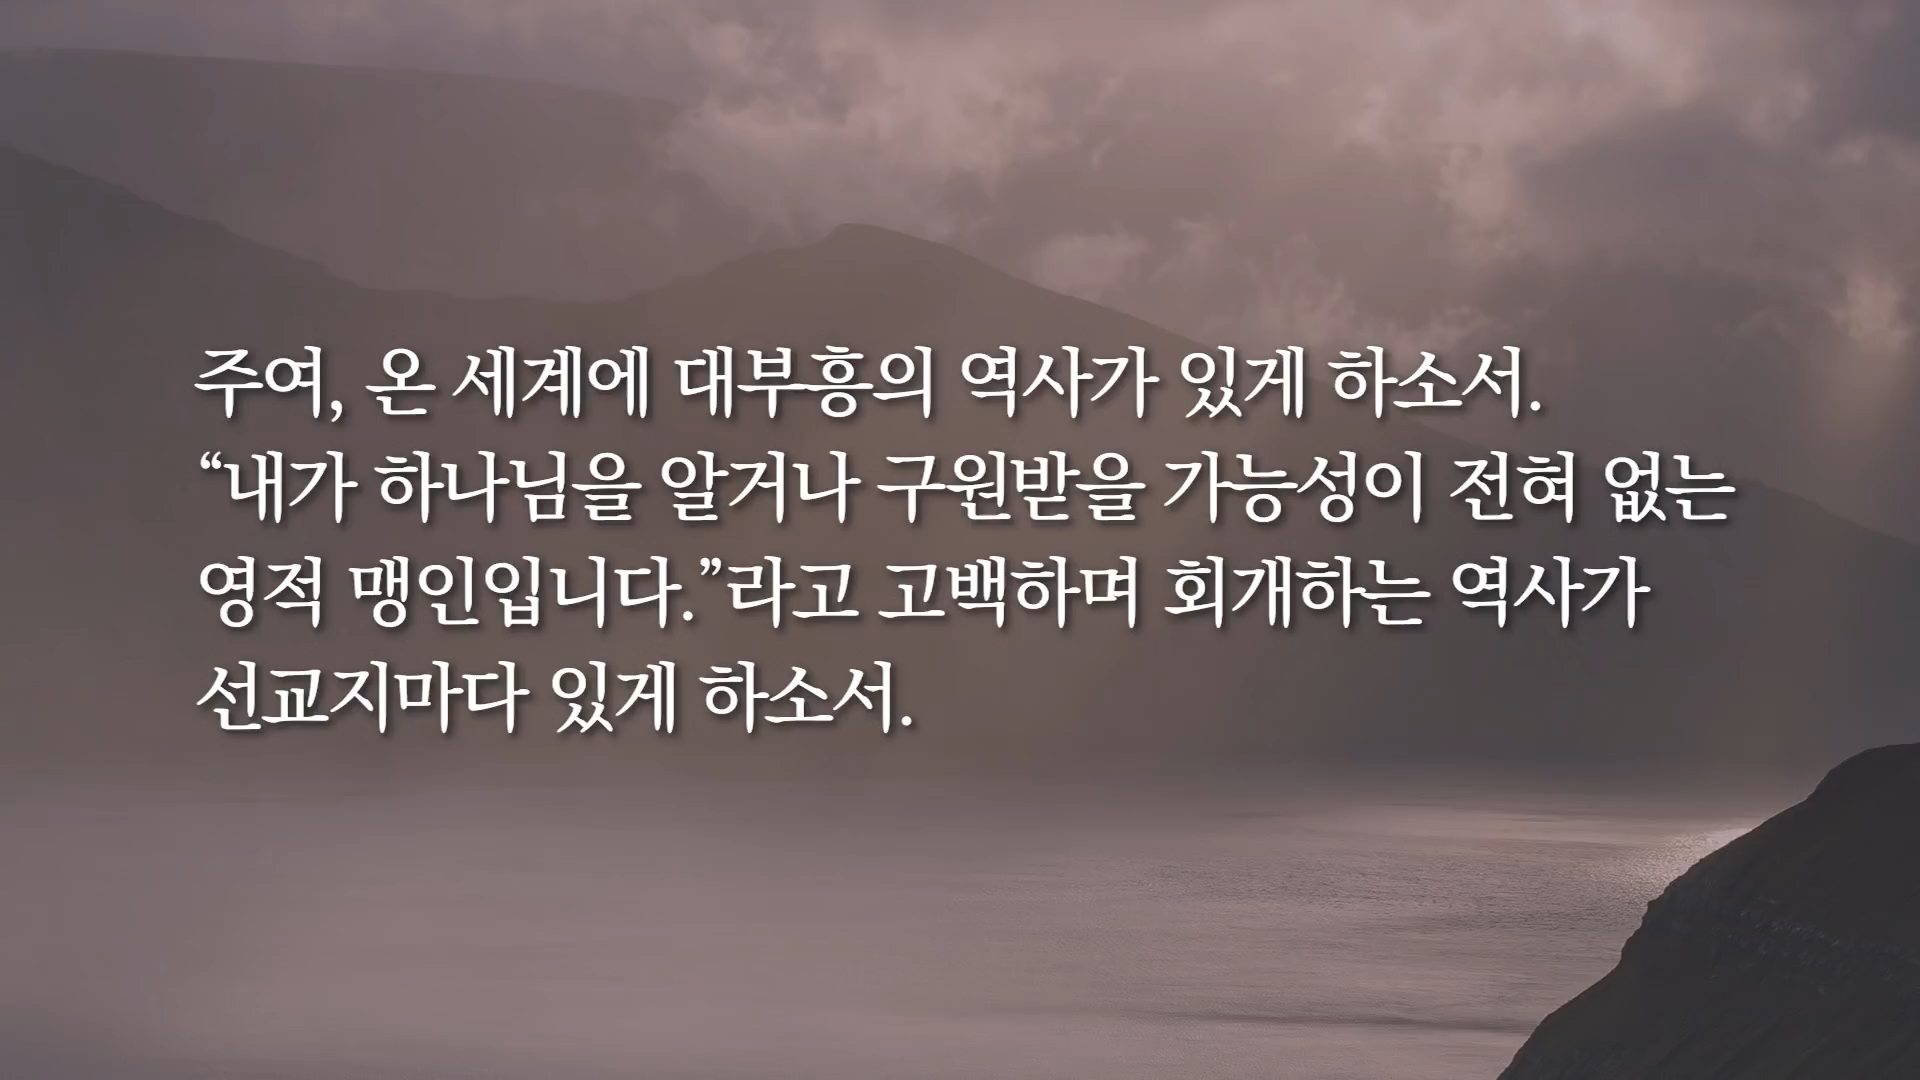 주여, 온 세계에 대부흥의 역사가 있게 하소서.
“내가 하나님을 알거나 구원받을 가능성이 전혀 없는
영적 맹인입니다.”라고 고백하며 회개하는 역사가
선교지마다 있게 하소서.